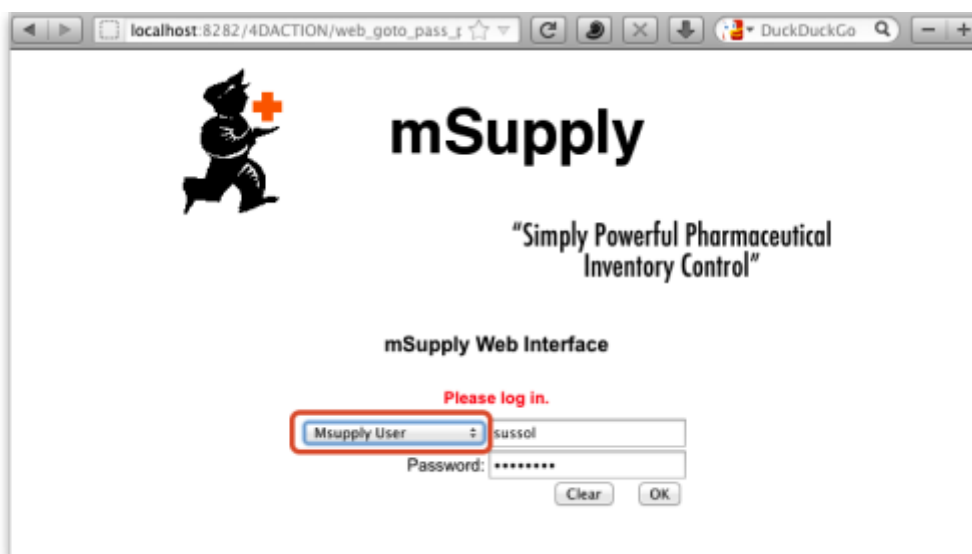 localhost:8282/4DACTION/web_goto_pass_
DuckDuckGo
mSupply
“Simply Powerful Pharmaceutical
Inventory Control”
mSupply Web Interface
Please log in.
Msupply User sussol
Password: ••••••••
Clear OK